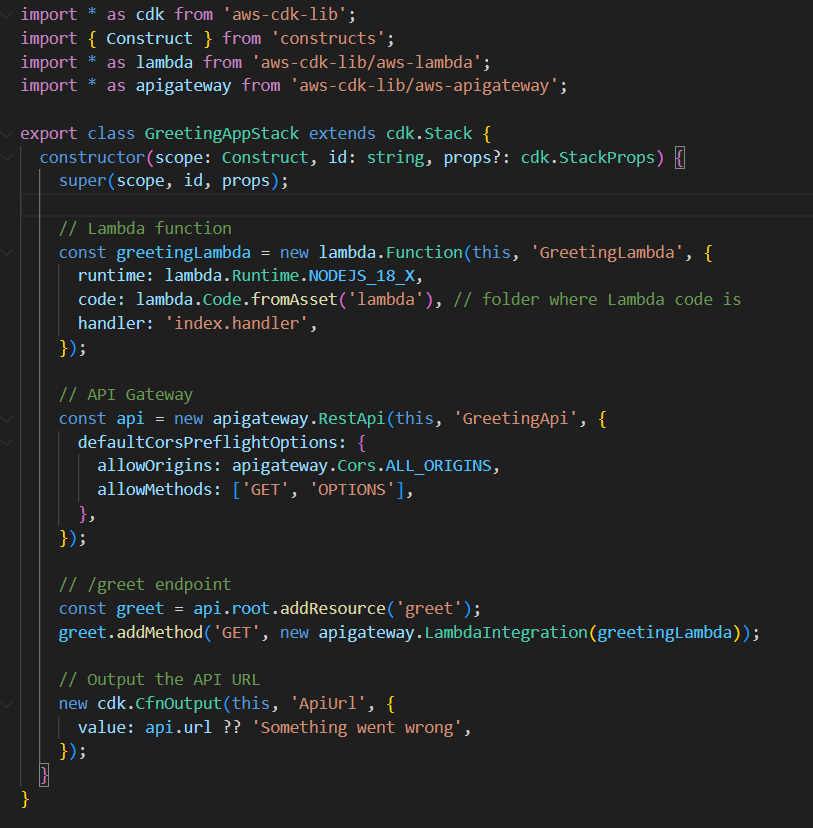 import * as cdk from 'aws-cdk-lib';
import { Construct } from 'constructs';
import * as lambda from 'aws-cdk-lib/aws-lambda';
import * as apigateway from 'aws-cdk-lib/aws-apigateway';

export class GreetingAppStack extends cdk.Stack {
  constructor(scope: Construct, id: string, props?: cdk.StackProps) {
    super(scope, id, props);

    // Lambda function
    const greetingLambda = new lambda.Function(this, 'GreetingLambda', {
      runtime: lambda.Runtime.NODEJS_18_X,
      code: lambda.Code.fromAsset('lambda'), // folder where Lambda code is
      handler: 'index.handler',
    });

    // API Gateway
    const api = new apigateway.RestApi(this, 'GreetingApi', {
      defaultCorsPreflightOptions: {
        allowOrigins: apigateway.Cors.ALL_ORIGINS,
        allowMethods: ['GET', 'OPTIONS'],
      },
    });

    // /greet endpoint
    const greet = api.root.addResource('greet');
    greet.addMethod('GET', new apigateway.LambdaIntegration(greetingLambda));

    // Output the API URL
    new cdk.CfnOutput(this, 'ApiUrl', {
      value: api.url ?? 'Something went wrong',
    });
  }
}